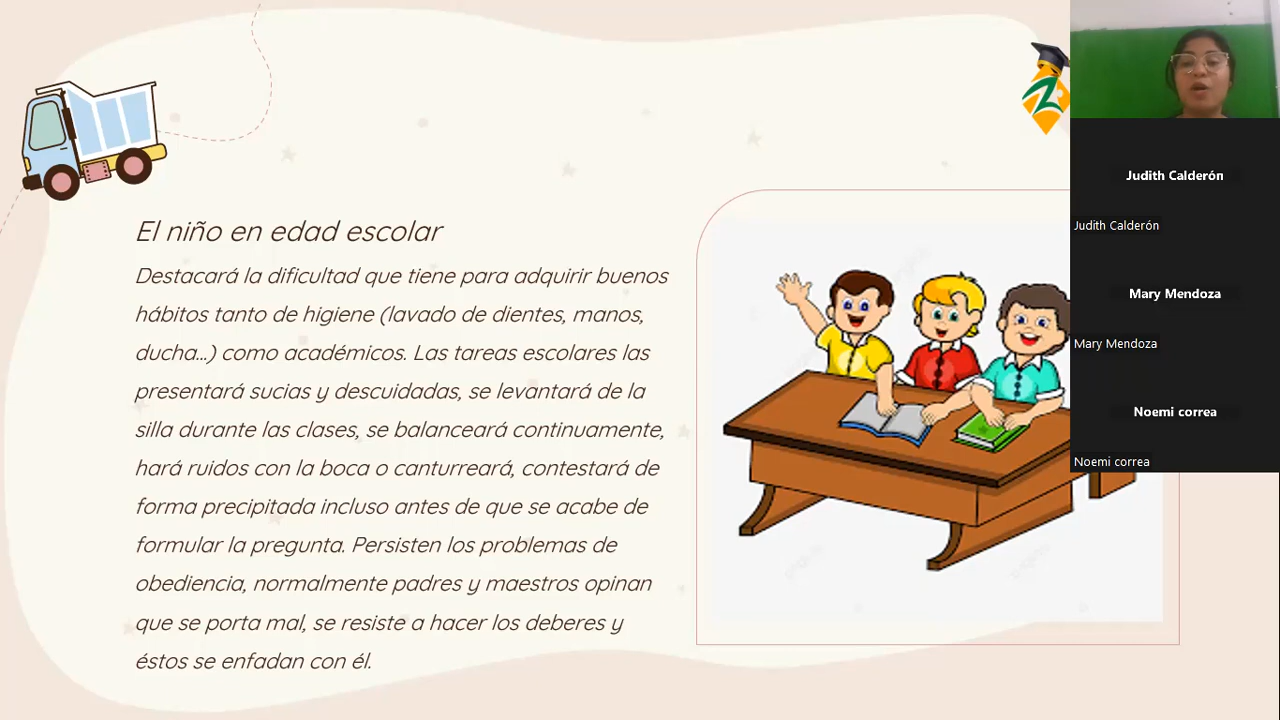 El niño en edad escolar
Destacará la dificultad que tiene para adquirir buenos
hábitos tanto de higiene (lavado de dientes, manos,
ducha...) como académicos. Las tareas escolares las
presentará sucias y descuidadas, se levantará de la
silla durante las clases, se balanceará continuamente,
hará ruidos con la boca o canturreará, contestará de
forma precipitada incluso antes de que se acabe de
formular la pregunta. Persisten los problemas de
obediencia, normalmente padres y maestros opinan
que se porta mal, se resiste a hacer los deberes y
éstos se enfadan con él.
Judith Calderón
Judith Calderón
Mary Mendoza
Mary Mendoza
Noemi correa
Noemi correa